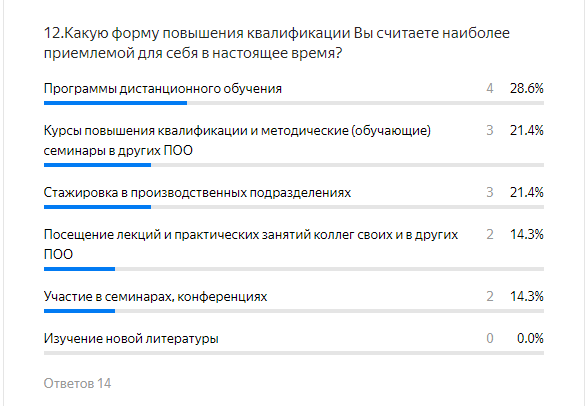 12.Какую форму повышения квалификации Вы считаете наиболее
приемлемой для себя в настоящее время?
Программы дистанционного обучения 4 28.6%
Курсы повышения квалификации и методические (обучающие) 3 21.4%
семинары в других ПОО
Стажировка в производственных подразделениях 3 21.4%
Посещение лекций и практических занятий коллег своих и в других 2 14.3%
ПОО
Участие в семинарах, конференциях 2 14.3%
Изучение новой литературы 0 0.0%
Ответов 14